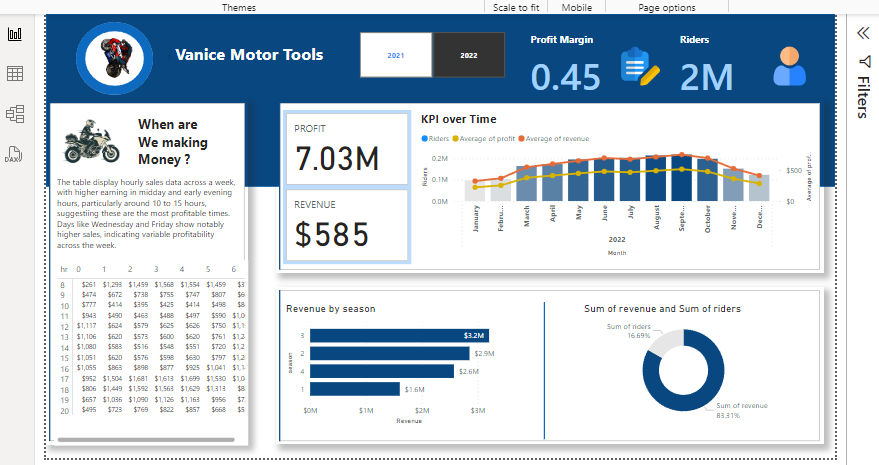 Themes
Scale to fit
Mobile
Page options
Vanice Motor Tools
2021
2022
Profit Margin
0.45
Riders
2M
Filters
When are
We making
Money ?
The table display hourly sales data across a week,
with higher earning in midday and early evening
hours, particularly around 10 to 15 hours,
suggestiing these are the most profitable times.
Days like Wednesday and Friday show notably
higher sales, indicating variable profitability
across the week.
hr 0 1 2 3 4 5 6
8 $261 $1,293 $1,459 $1,568 $1,554 $1,459 $3
9 $474 $672 $738 $755 $747 $807 $6
10 $777 $414 $395 $425 $414 $498 $8
11 $943 $490 $463 $488 $497 $590 $1,0
12 $1,117 $624 $579 $625 $626 $750 $1,1
13 $1,106 $620 $573 $600 $620 $761 $1,2
14 $1,080 $583 $516 $548 $551 $720 $1,2
15 $1,051 $620 $576 $598 $630 $797 $1,2
16 $1,055 $863 $898 $877 $925 $1,041 $1,1
17 $952 $1,504 $1,681 $1,613 $1,699 $1,530 $1,0
18 $806 $1,449 $1,592 $1,563 $1,629 $1,313 $8
19 $657 $1,036 $1,090 $1,126 $1,163 $956 $7
20 $495 $723 $769 $822 $857 $668 $5
PROFIT
7.03M
REVENUE
$585
KPI over Time
Riders Average of profit Average of revenue
Riders
0.2M
0.1M
0.0M
$500
$0
Average of prof...
January
Febru...
March
April
May
June
July
August
Septe...
October
Nove...
Dece...
2022
Month
Revenue by season
season
3 $3.2M
2 $2.9M
4 $2.6M
1 $1.6M
$0M $1M $2M $3M
Revenue
Sum of revenue and Sum of riders
Sum of riders
16.69%
Sum of revenue
83.31%
DAX